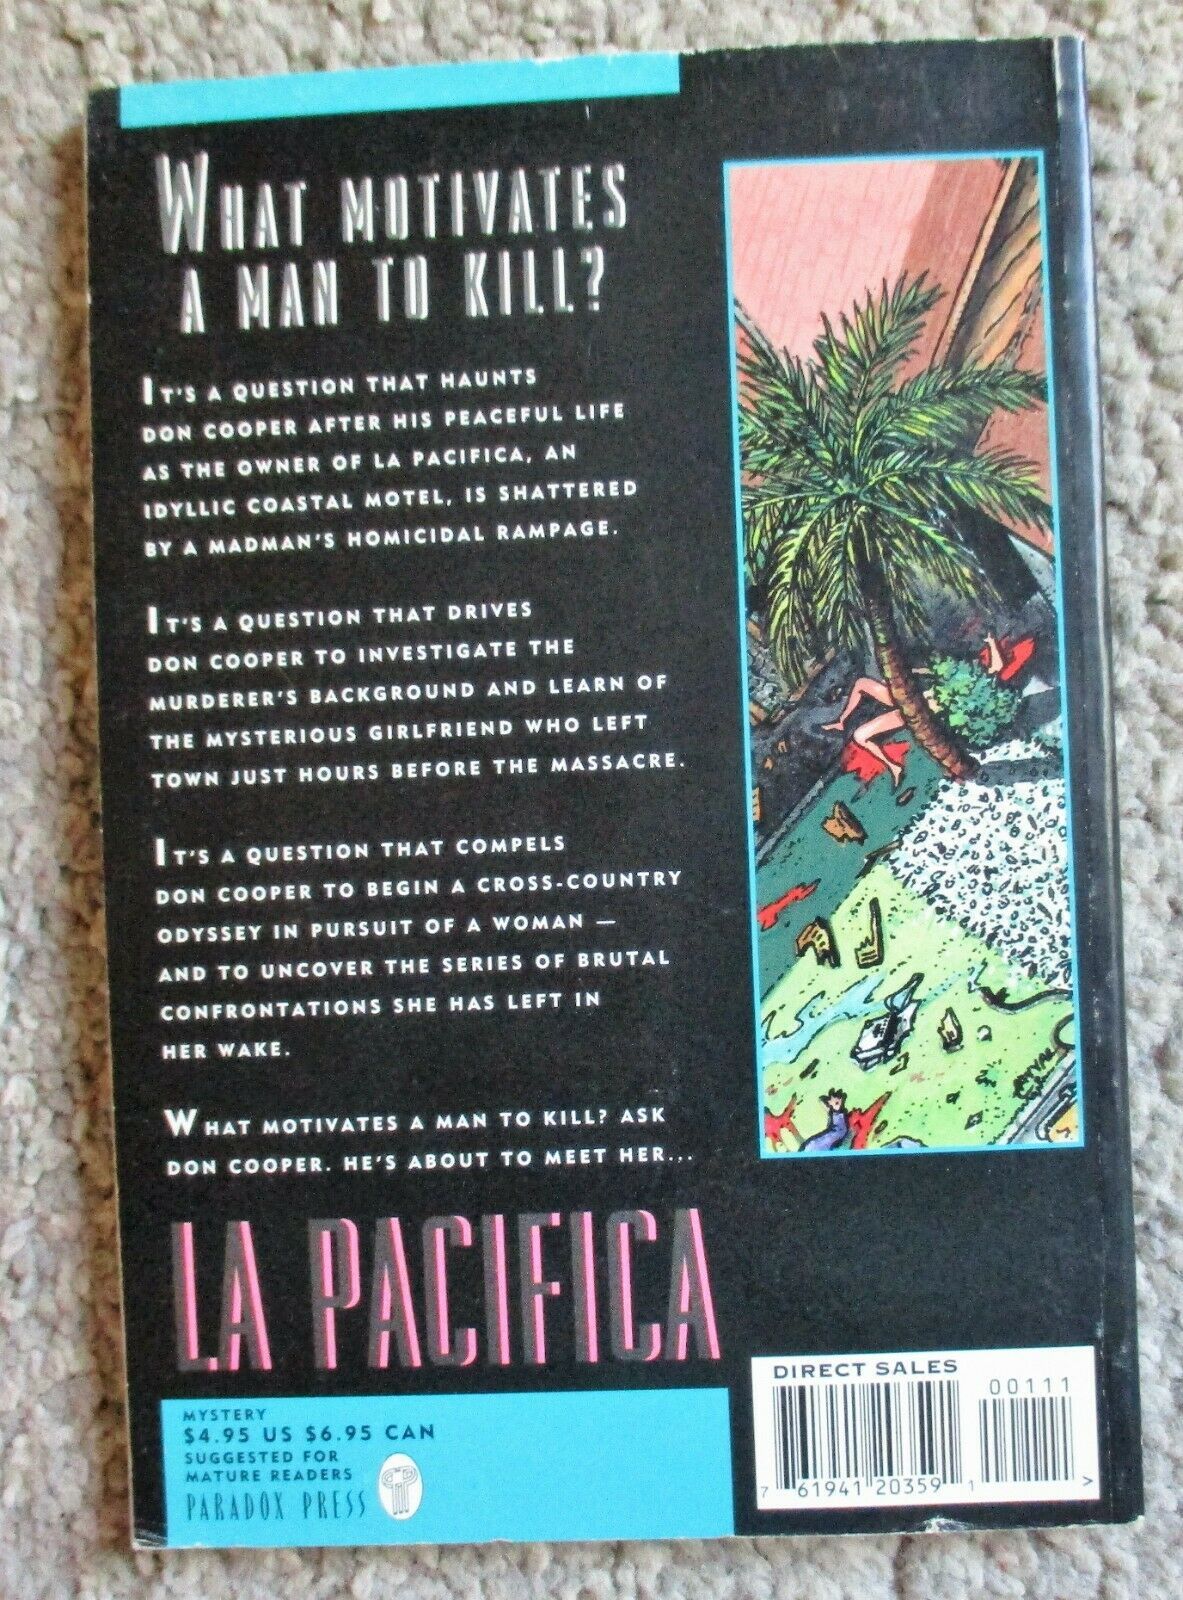 WHAT MOTIVATES
A MAN TO KILL?
IT'S A QUESTION THAT HAUNTS
DON COOPER AFTER HIS PEACEFUL LIFE
AS THE OWNER OF LA PACIFICA, AN
IDYLLIC COASTAL MOTEL, IS SHATTERED
BY A MADMAN'S HOMICIDAL RAMPAGE.
IT'S A QUESTION THAT DRIVES
DON COOPER TO INVESTIGATE THE
MURDERER'S BACKGROUND AND LEARN OF
THE MYSTERIOUS GIRLFRIEND WHO LEFT
TOWN JUST HOURS BEFORE THE MASSACRE.
IT'S A QUESTION THAT COMPELS
DON COOPER TO BEGIN A CROSS-COUNTRY
ODYSSEY IN PURSUIT OF A WOMAN —
AND TO UNCOVER THE SERIES OF BRUTAL
CONFRONTATIONS SHE HAS LEFT IN
HER WAKE.
WHAT MOTIVATES A MAN TO KILL? ASK
DON COOPER. HE'S ABOUT TO MEET HER...
LA PACIFICA
MYSTERY
$4.95 US $6.95 CAN
SUGGESTED FOR
MATURE READERS
PARADOX PRESS
DIRECT SALES
00111
7 61941 20359 1 >